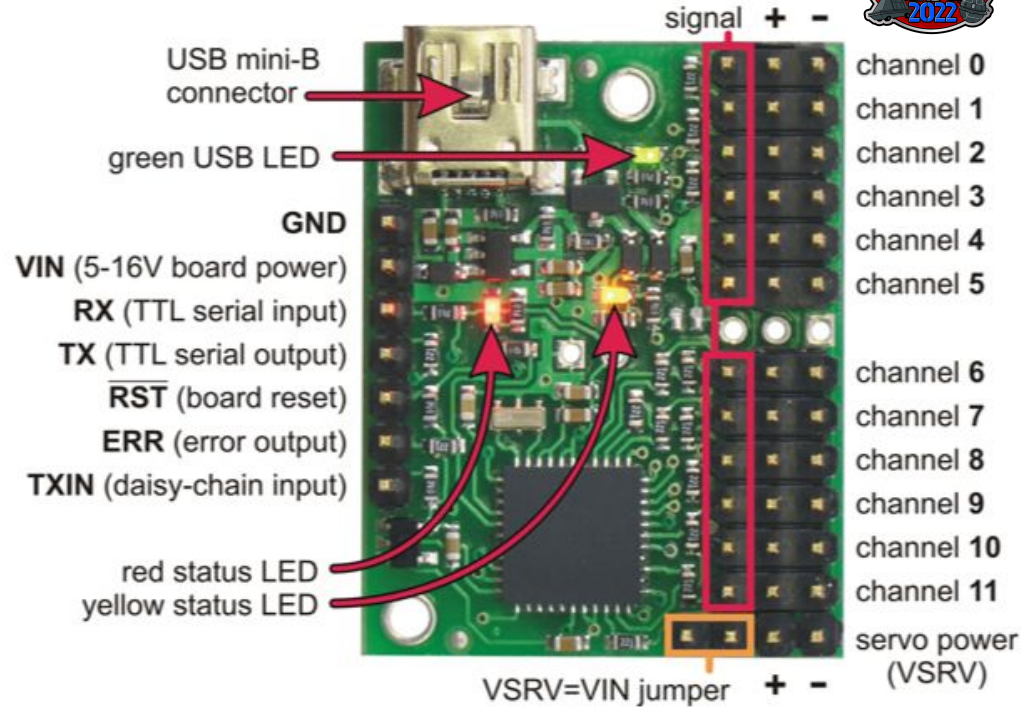 signal + -
USB mini-B
connector
green USB LED
GND
VIN (5-16V board power)
RX (TTL serial input)
TX (TTL serial output)
RST (board reset)
ERR (error output)
TXIN (daisy-chain input)
red status LED
yellow status LED
2022
channel 0
channel 1
channel 2
channel 3
channel 4
channel 5
channel 6
channel 7
channel 8
channel 9
channel 10
channel 11
servo power
(VSRV)
VSRV=VIN jumper + -